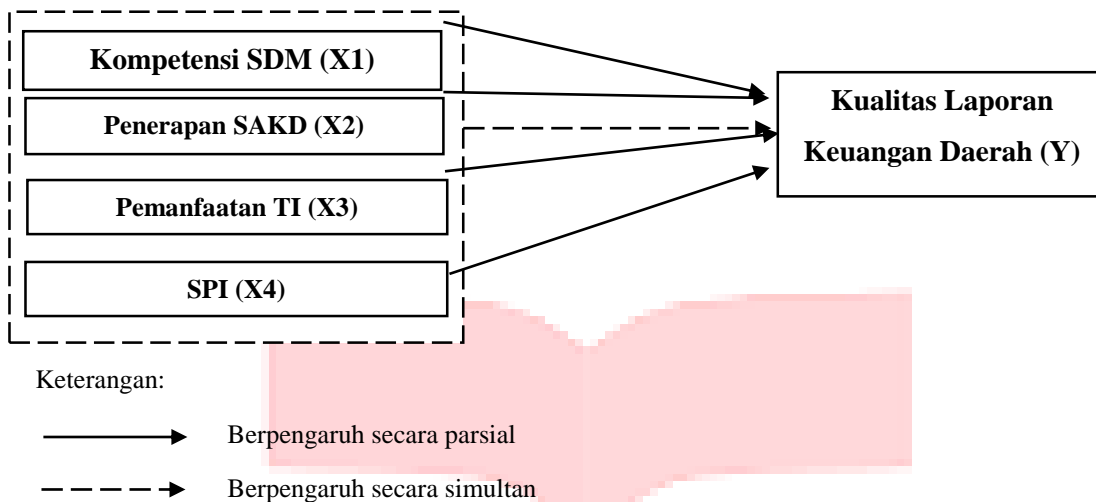 Kompetensi SDM (X1)
Penerapan SAKD (X2)
Pemanfaatan TI (X3)
SPI (X4)
Kualitas Laporan
Keuangan Daerah (Y)
Keterangan:
Berpengaruh secara parsial
Berpengaruh secara simultan